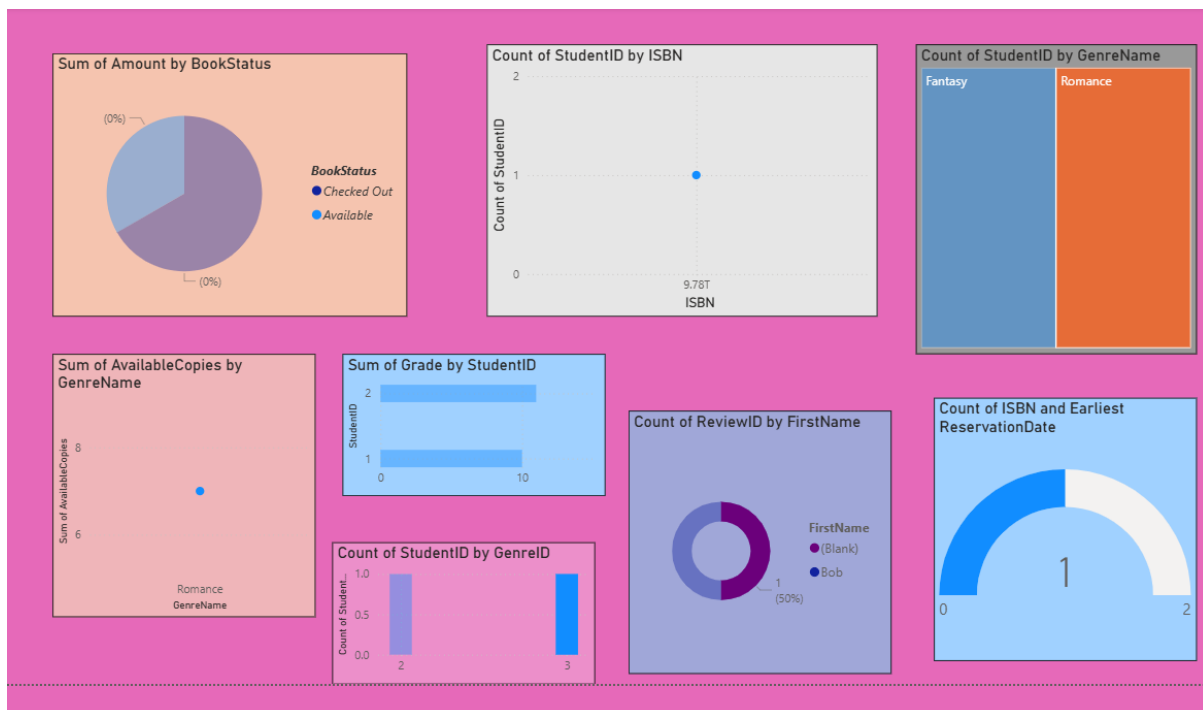 Sum of Amount by BookStatus
(0%)
(0%)
BookStatus
Checked Out
Available
Count of StudentID by ISBN
Count of StudentID
2
1
0
9.78T
ISBN
Count of StudentID by GenreName
Fantasy
Romance
Sum of AvailableCopies by
GenreName
Sum of AvailableCopies
8
6
Romance
GenreName
Sum of Grade by StudentID
StudentID
2
1
0
10
Count of StudentID by GenreID
Count of Student...
1.0
0.5
0.0
2
3
Count of ReviewID by FirstName
1
(50%)
FirstName
(Blank)
Bob
Count of ISBN and Earliest
ReservationDate
1
0
2